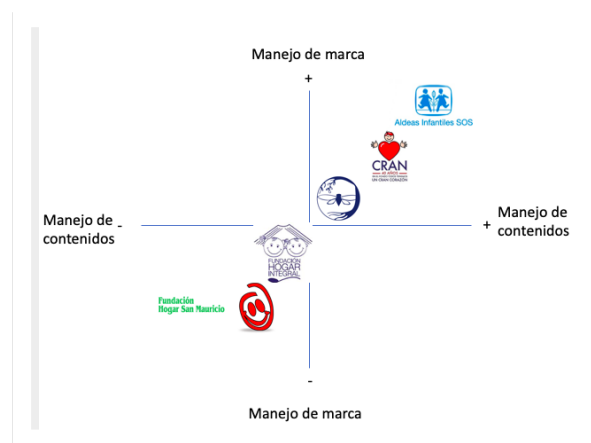 Manejo de marca
+
Aldeas Infantiles SOS
CRAN
Manejo de
contenidos
-
+
Manejo de
contenidos
FUNDACIÓN
HOGAR
INTEGRAL
Fundación
Hogar San Mauricio
-
Manejo de marca